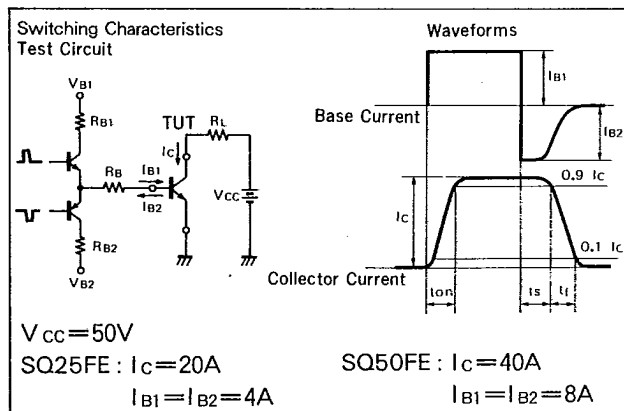 Switching Characteristics
Test Circuit
Waveforms
VB1
RB1
TUT
RL
IC
RB
IB1
IB2
VCC
RB2
VB2
Base Current
IB1
IB2
0.9 IC
IC
0.1 IC
Collector Current
ton
ts
tf
VCC=50V
SQ25FE: IC=20A
IB1=IB2=4A
SQ50FE: IC=40A
IB1=IB2=8A